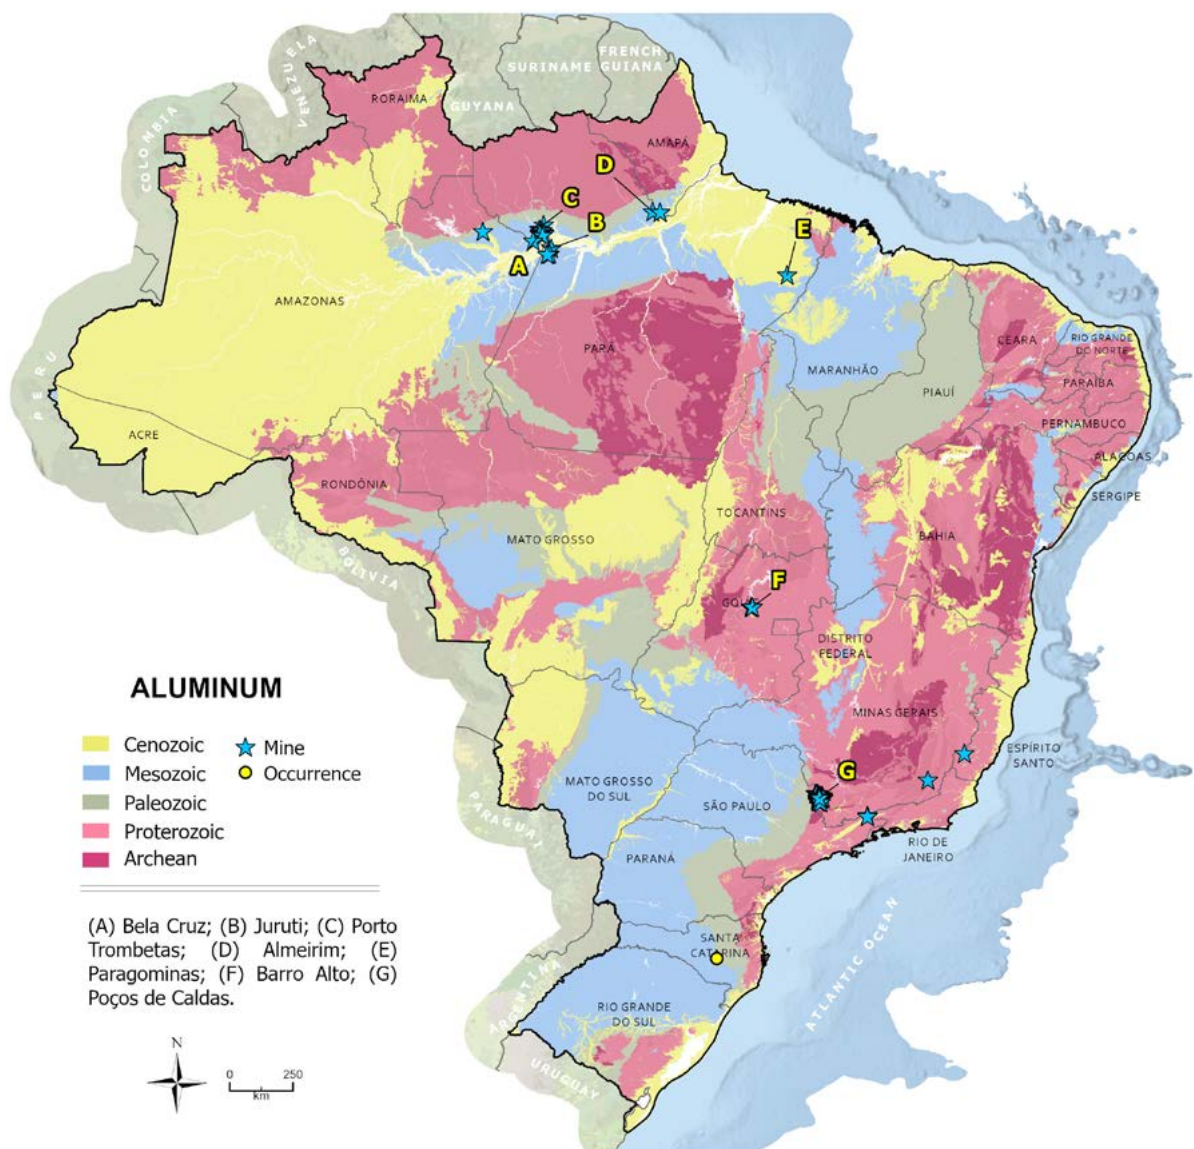 VENEZUELA
SURINAME
FRENCH
GUIANA
COLOMBIA
RORAIMA
GUYANA
AMAPÁ
D
C
B
E
A
AMAZONAS
PERU
PARÁ
CEARA
RIO GRANDE
DO NORTE
MARANHÃO
PARAÍBA
PIAUÍ
PERNAMBUCO
ACRE
ALAGOAS
RONDÔNIA
SERGIPE
TOCANTINS
MATO GROSSO
BAHIA
BOLIVIA
F
DISTRITO
FEDERAL
ALUMINUM
Cenozoic
Mine
Mesozoic
Occurrence
Paleozoic
Proterozoic
Archean
MINAS GERAIS
ESPÍRITO
SANTO
G
MATO GROSSO
DO SUL
SÃO PAULO
PARAGUAI
RIO DE
JANEIRO
PARANÁ
(A) Bela Cruz; (B) Juruti; (C) Porto
Trombetas; (D) Almeirim; (E)
Paragominas; (F) Barro Alto; (G)
Poços de Caldas.
SANTA
CATARINA
ATLANTIC OCEAN
ARGENTINA
RIO GRANDE
DO SUL
URUGUAY
N
0 250
km